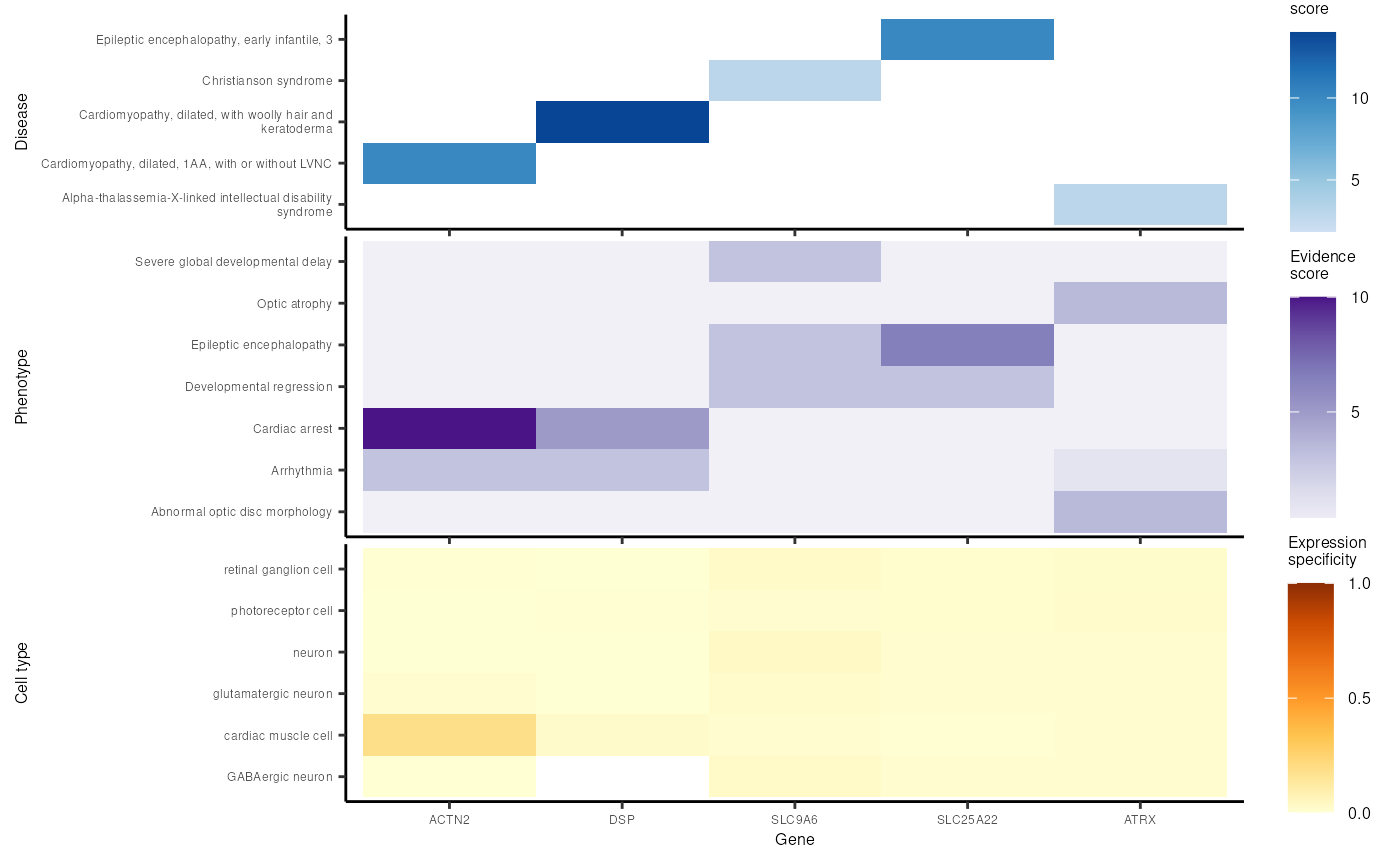 score
Epileptic encephalopathy, early infantile, 3
Christianson syndrome
Cardiomyopathy, dilated, with woolly hair and
keratoderma
Cardiomyopathy, dilated, 1AA, with or without LVNC
Alpha-thalassemia-X-linked intellectual disability
syndrome
Disease
10
5
Evidence
score
Severe global developmental delay
Optic atrophy
Epileptic encephalopathy
Developmental regression
Cardiac arrest
Arrhythmia
Abnormal optic disc morphology
Phenotype
10
5
Expression
specificity
retinal ganglion cell
photoreceptor cell
neuron
glutamatergic neuron
cardiac muscle cell
GABAergic neuron
Cell type
1.0
0.5
0.0
ACTN2
DSP
SLC9A6
SLC25A22
ATRX
Gene